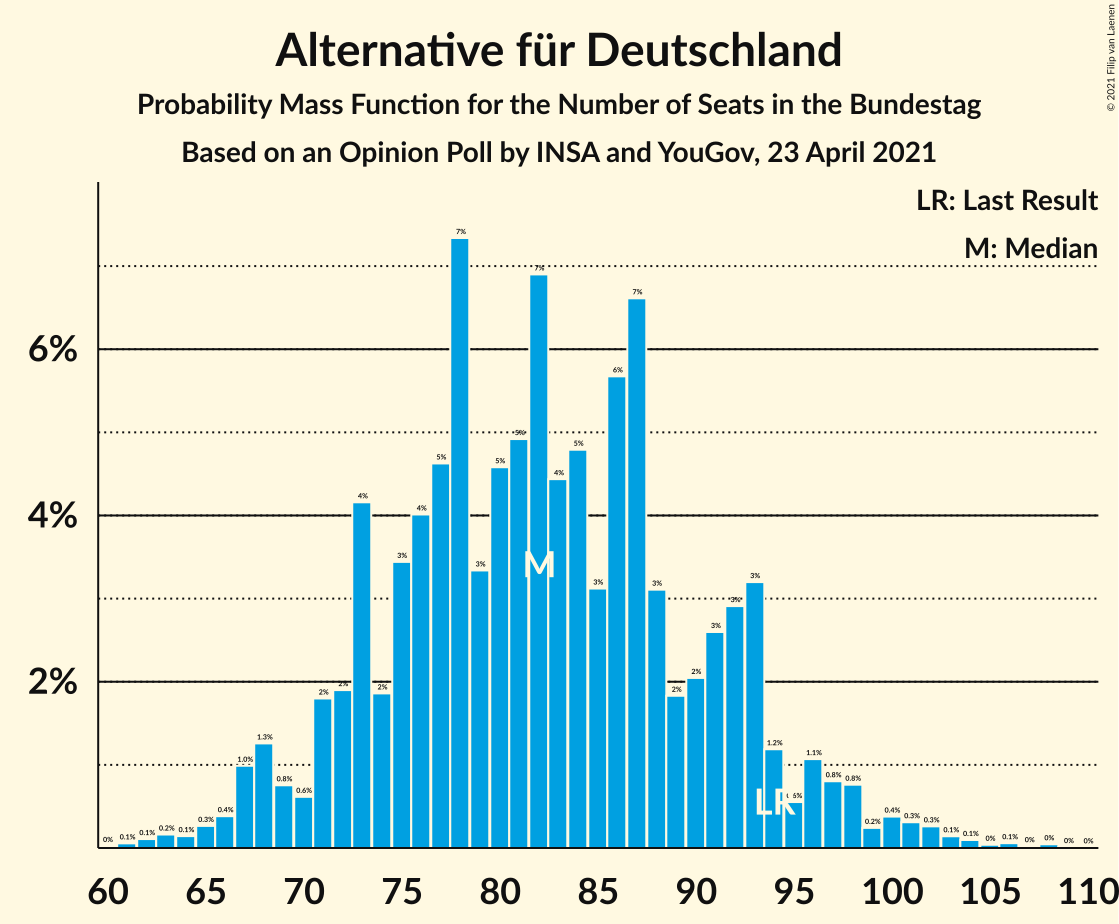 © 2021 Filip van Laenen
Alternative für Deutschland
Probability Mass Function for the Number of Seats in the Bundestag
Based on an Opinion Poll by INSA and YouGov, 23 April 2021
LR: Last Result
M: Median
6%
4%
2%
0% 0.1% 0.1% 0.2% 0.1% 0.3% 0.4% 1.0% 1.3% 0.8% 0.6% 2% 2% 4% 2% 3% 4% 5% 7% 3% 5% 5% 7% 4% 5% 3% 6% 7% 3% 2% 2% 3% 3% 3% 1.2% 1.1% 0.8% 0.8% 0.2% 0.4% 0.3% 0.3% 0.1% 0.1% 0% 0.1% 0% 0% 0% 0%
M
LR
60 65 70 75 80 85 90 95 100 105 110